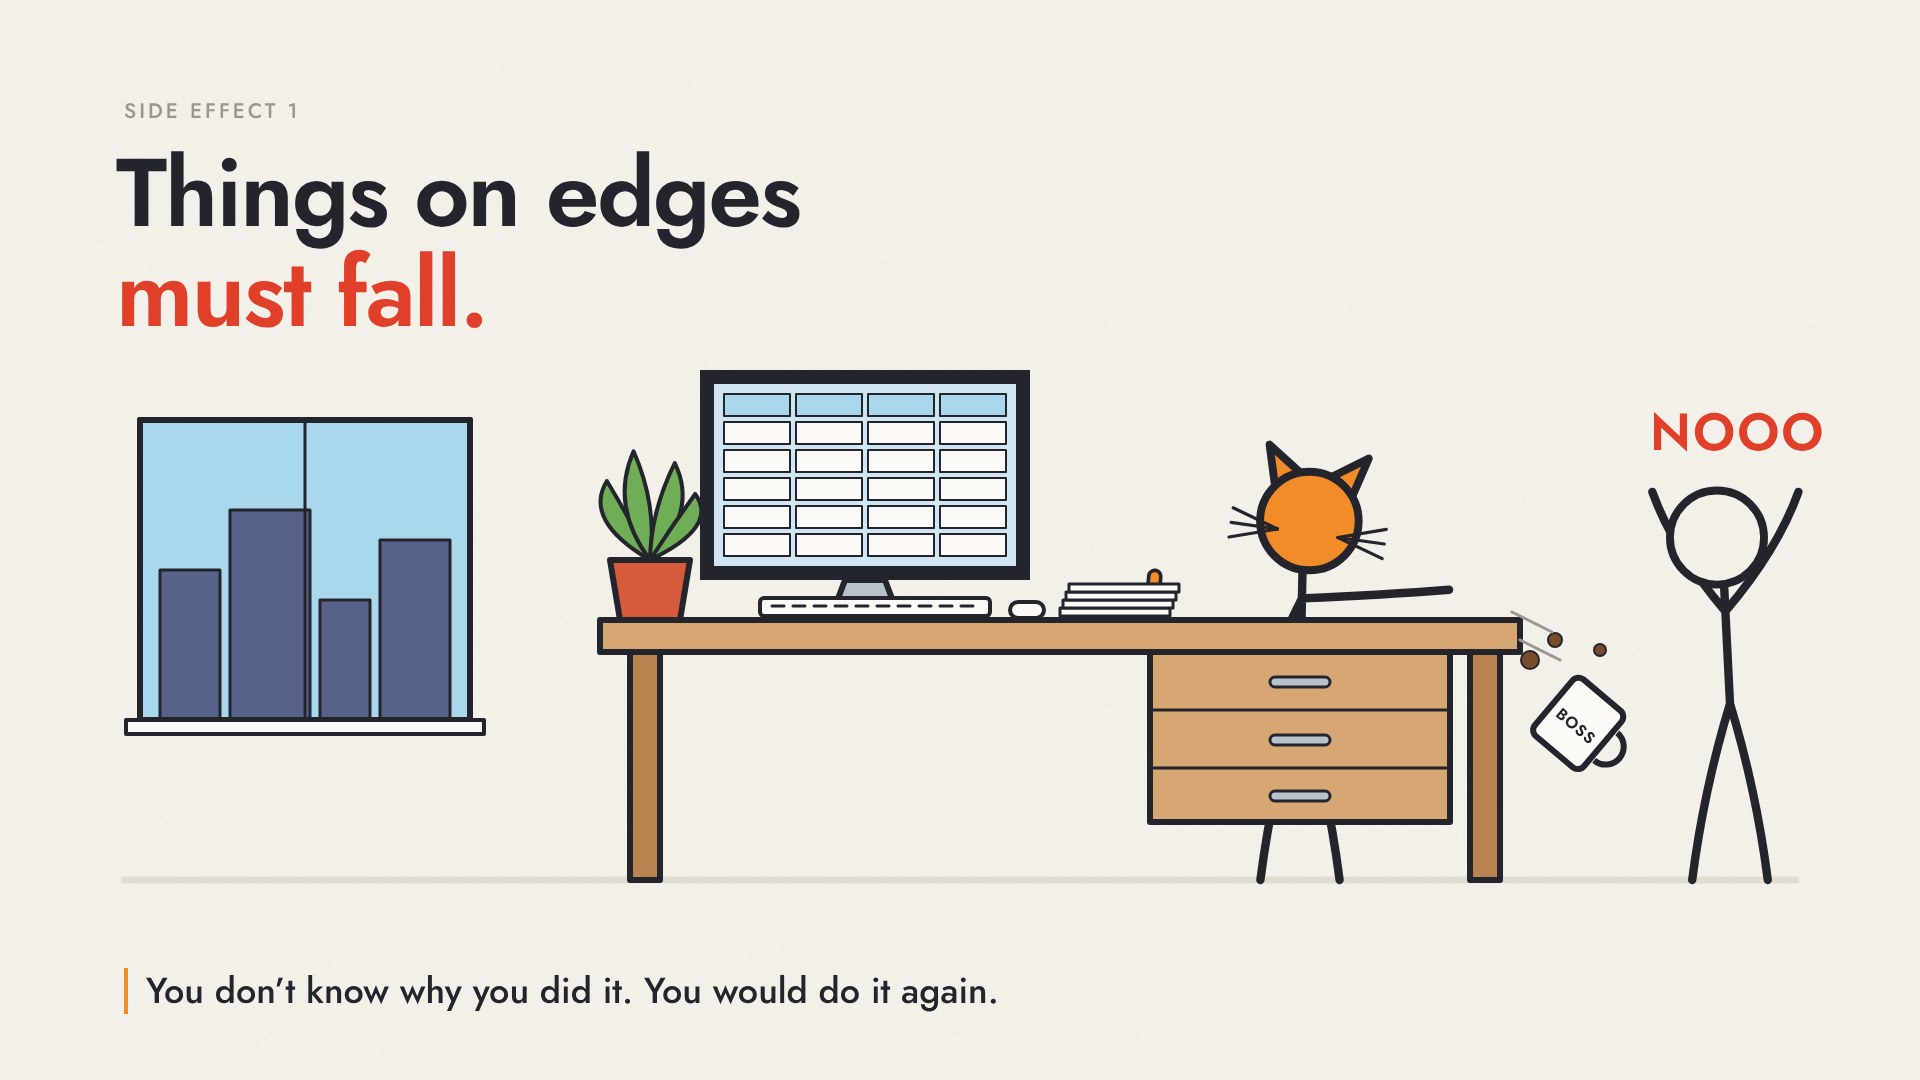 SIDE EFFECT 1
Things on edges
must fall.
NOOO
BOSS
You don’t know why you did it. You would do it again.